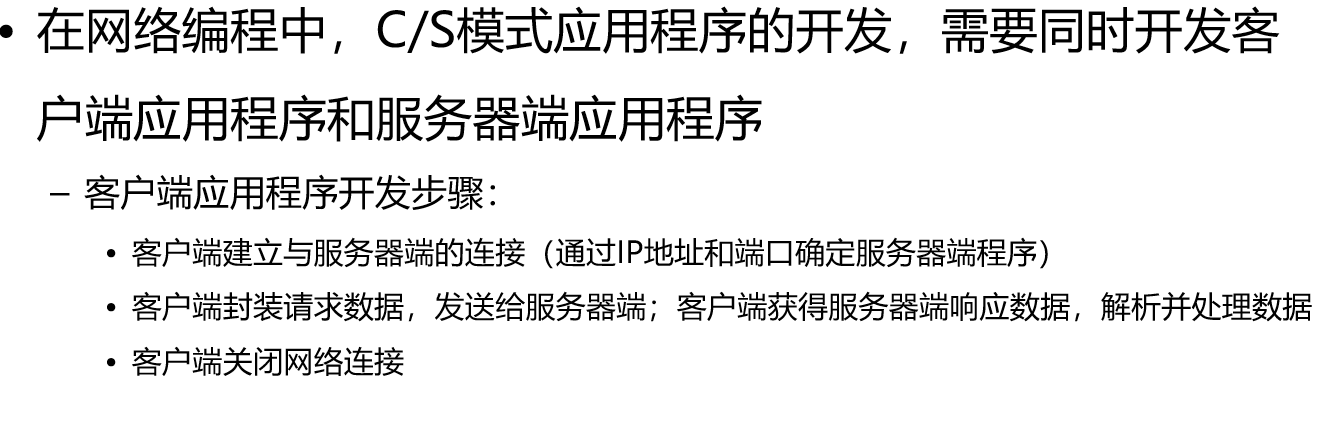 • 在网络编程中，C/S模式应用程序的开发，需要同时开发客
户端应用程序和服务器端应用程序
– 客户端应用程序开发步骤：
• 客户端建立与服务器端的连接（通过IP地址和端口确定服务器端程序）
• 客户端封装请求数据，发送给服务器端；客户端获得服务器端响应数据，解析并处理数据
• 客户端关闭网络连接